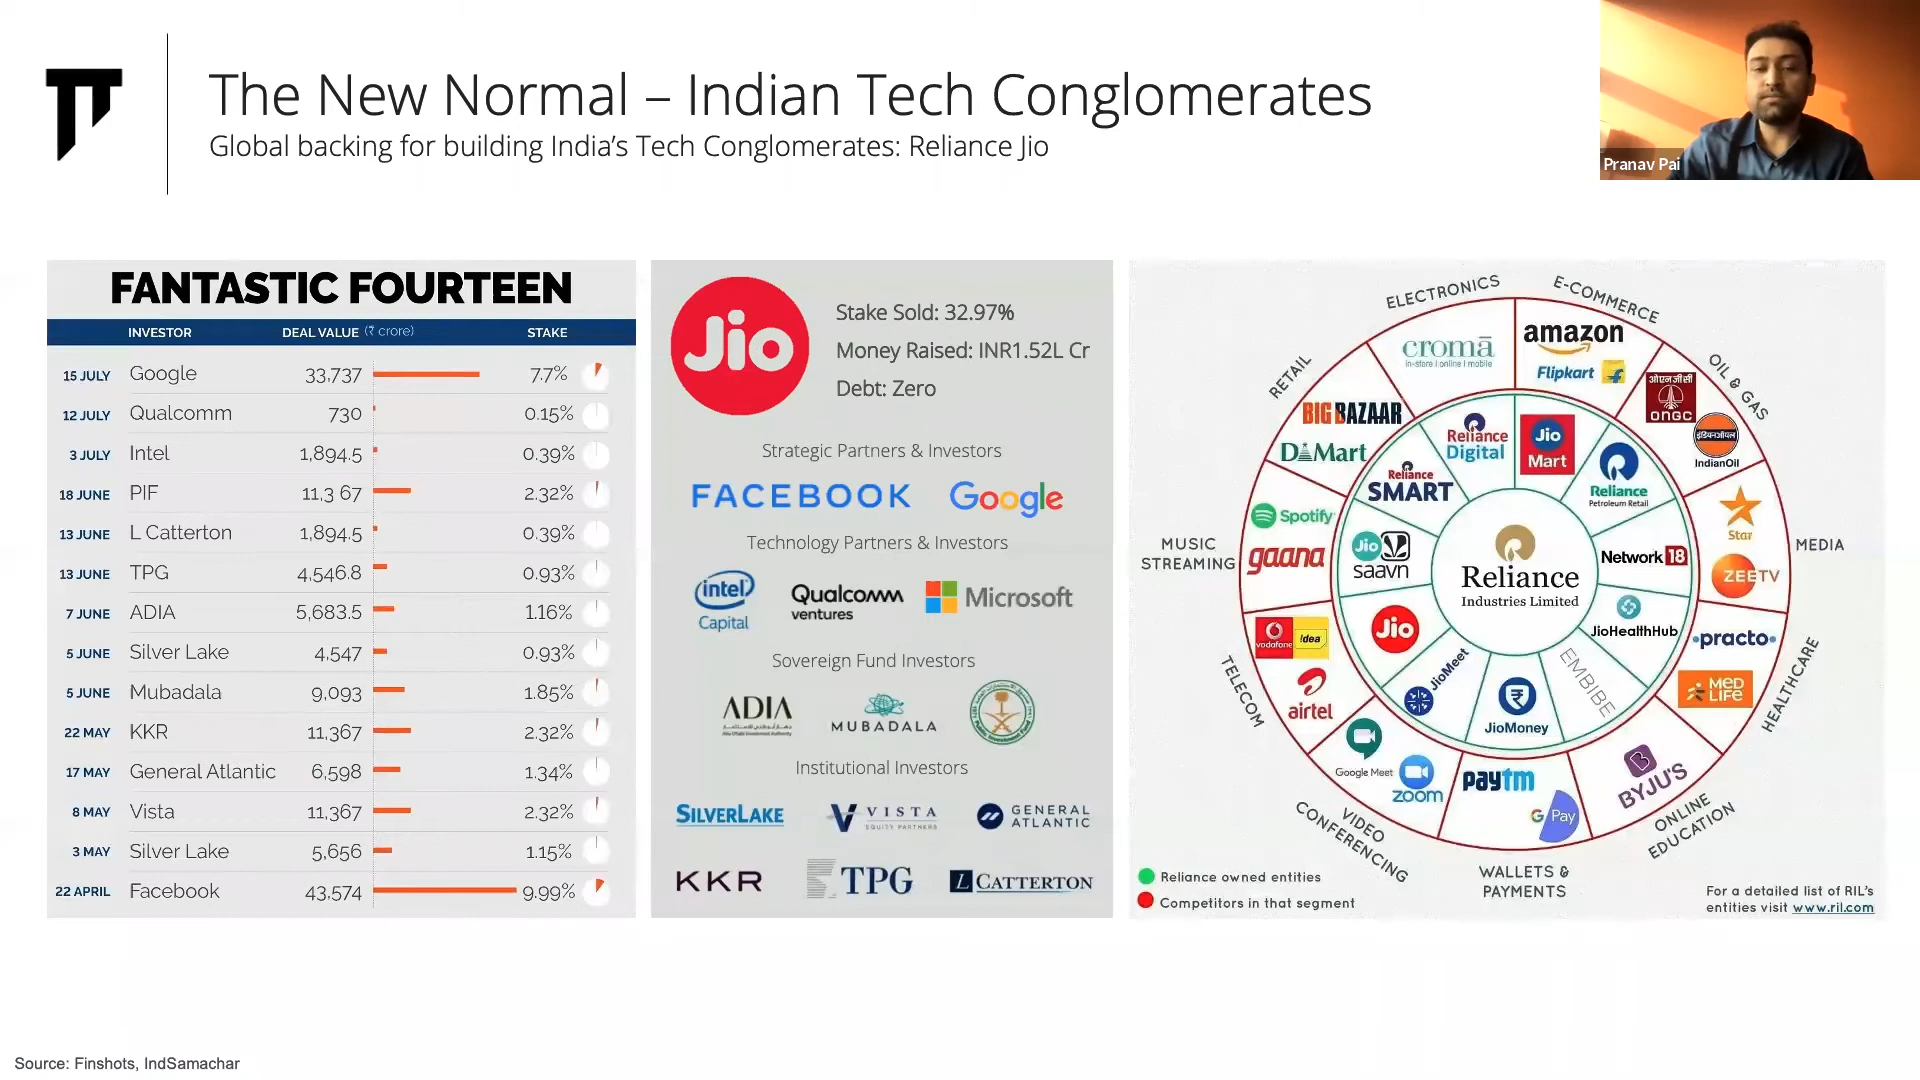 The New Normal – Indian Tech Conglomerates
Global backing for building India's Tech Conglomerates: Reliance Jio
Pranav Pai
FANTASTIC FOURTEEN
INVESTOR DEAL VALUE (₹ crore) STAKE
15 JULY Google 33,737 7.7%
12 JULY Qualcomm 730 0.15%
3 JULY Intel 1,894.5 0.39%
18 JUNE PIF 11,3 67 2.32%
13 JUNE L Catterton 1,894.5 0.39%
13 JUNE TPG 4,546.8 0.93%
7 JUNE ADIA 5,683.5 1.16%
5 JUNE Silver Lake 4,547 0.93%
5 JUNE Mubadala 9,093 1.85%
22 MAY KKR 11,367 2.32%
17 MAY General Atlantic 6,598 1.34%
8 MAY Vista 11,367 2.32%
3 MAY Silver Lake 5,656 1.15%
22 APRIL Facebook 43,574 9.99%
Jio
Stake Sold: 32.97%
Money Raised: INR1.52L Cr
Debt: Zero
Strategic Partners & Investors
FACEBOOK Google
Technology Partners & Investors
intel Capital
Qualcomm ventures
Microsoft
Sovereign Fund Investors
ADIA
Abu Dhabi Investment Authority
MUBADALA
Institutional Investors
SILVERLAKE
VISTA
EQUITY PARTNERS
GENERAL ATLANTIC
KKR
TPG
L CATTERTON
ELECTRONICS
E-COMMERCE
OIL & GAS
MEDIA
HEALTHCARE
ONLINE EDUCATION
WALLETS & PAYMENTS
VIDEO CONFERENCING
TELECOM
MUSIC STREAMING
RETAIL
cromā
in-store | online | mobile
amazon
Flipkart
ओएनजीसी
ONGC
इंडियनऑयल
IndianOil
Star
ZEE TV
•practo•
MED LIFE
BYJU'S
paytm
G Pay
Google Meet
zoom
vodafone
!dea
airtel
Spotify
gaana
BIG BAZAAR
DMart
Reliance Digital
Jio Mart
Reliance
Petroleum Retail
Network 18
JioHealthHub
EMBIBE
JioMoney
JioMeet
Jio
Jio saavn
Reliance SMART
Reliance
Industries Limited
Reliance owned entities
Competitors in that segment
For a detailed list of RIL's
entities visit www.ril.com
Source: Finshots, IndSamachar